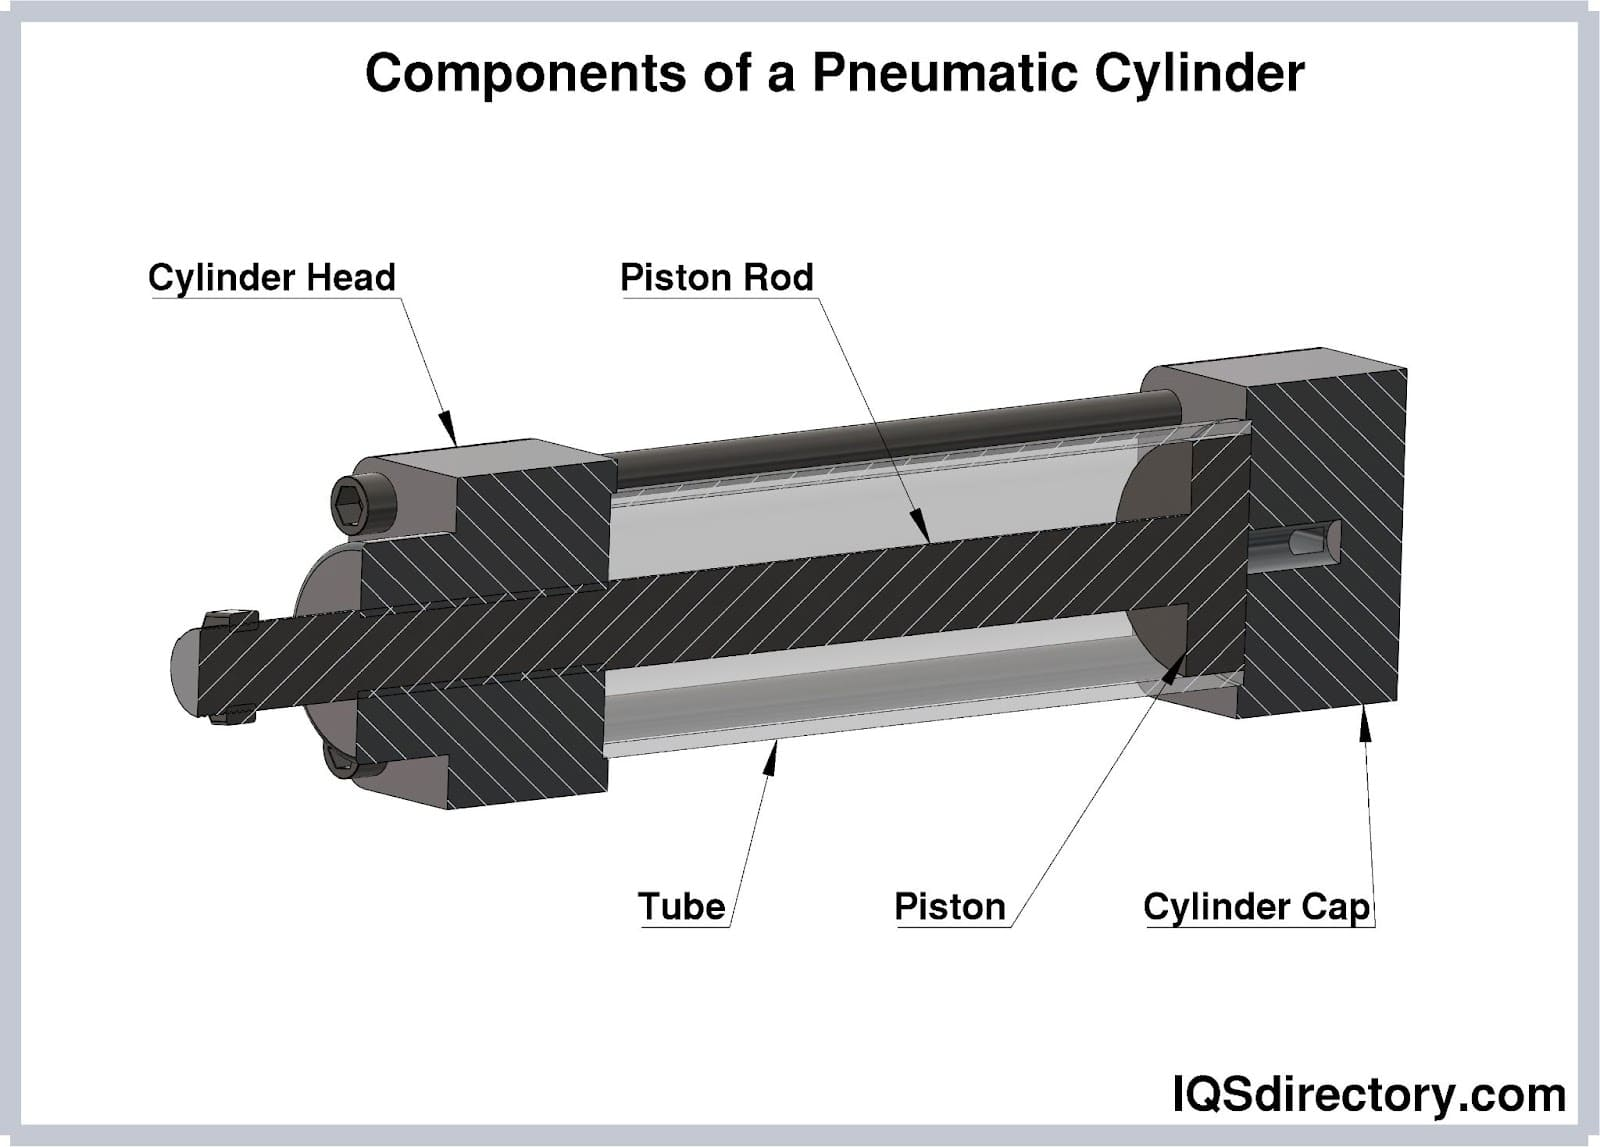 Components of a Pneumatic Cylinder
Cylinder Head
Piston Rod
Tube
Piston
Cylinder Cap
IQSdirectory.com